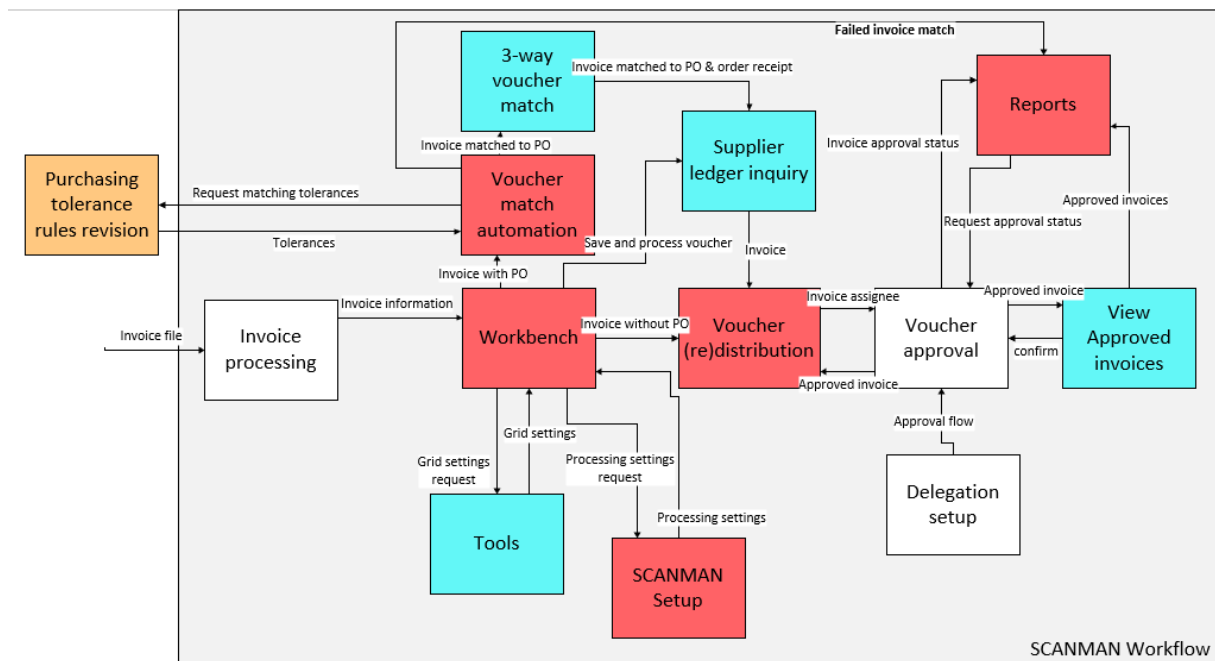 Failed invoice match
3-way
voucher
match
Invoice matched to PO & order receipt
Reports
Supplier
ledger inquiry
Invoice approval status
Invoice matched to PO
Purchasing
tolerance
rules revision
Request matching tolerances
Voucher
match
automation
Approved invoices
Request approval status
Tolerances
Save and process voucher
Invoice
Invoice with PO
Invoice file
Invoice
processing
Invoice information
Workbench
Invoice without PO
Voucher
(re)distribution
Invoice assignee
Approved invoice
Voucher
approval
Approved invoice
confirm
View
Approved
invoices
Approval flow
Grid settings
Grid settings
request
Processing settings
request
Delegation
setup
Tools
Processing settings
SCANMAN
Setup
SCANMAN Workflow